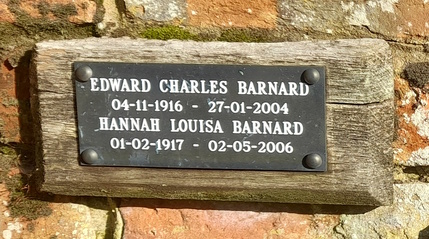 EDWARD CHARLES BARNARD
04-11-1916 - 27-01-2004
HANNAH LOUISA BARNARD
01-02-1917 - 02-05-2006